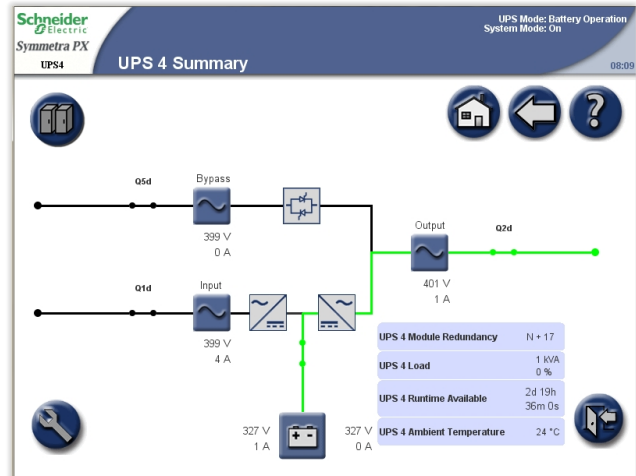 Schneider
Electric
Symmetra PX
UPS4
UPS 4 Summary
UPS Mode: Battery Operation
System Mode: On
08:09
?
Q5d
Bypass
399 V
0 A
Output
Q2d
401 V
1 A
Q1d
Input
399 V
4 A
UPS 4 Module Redundancy N + 17
UPS 4 Load 1 kVA
0 %
UPS 4 Runtime Available 2d 19h
36m 0s
UPS 4 Ambient Temperature 24 °C
327 V 327 V
1 A 0 A